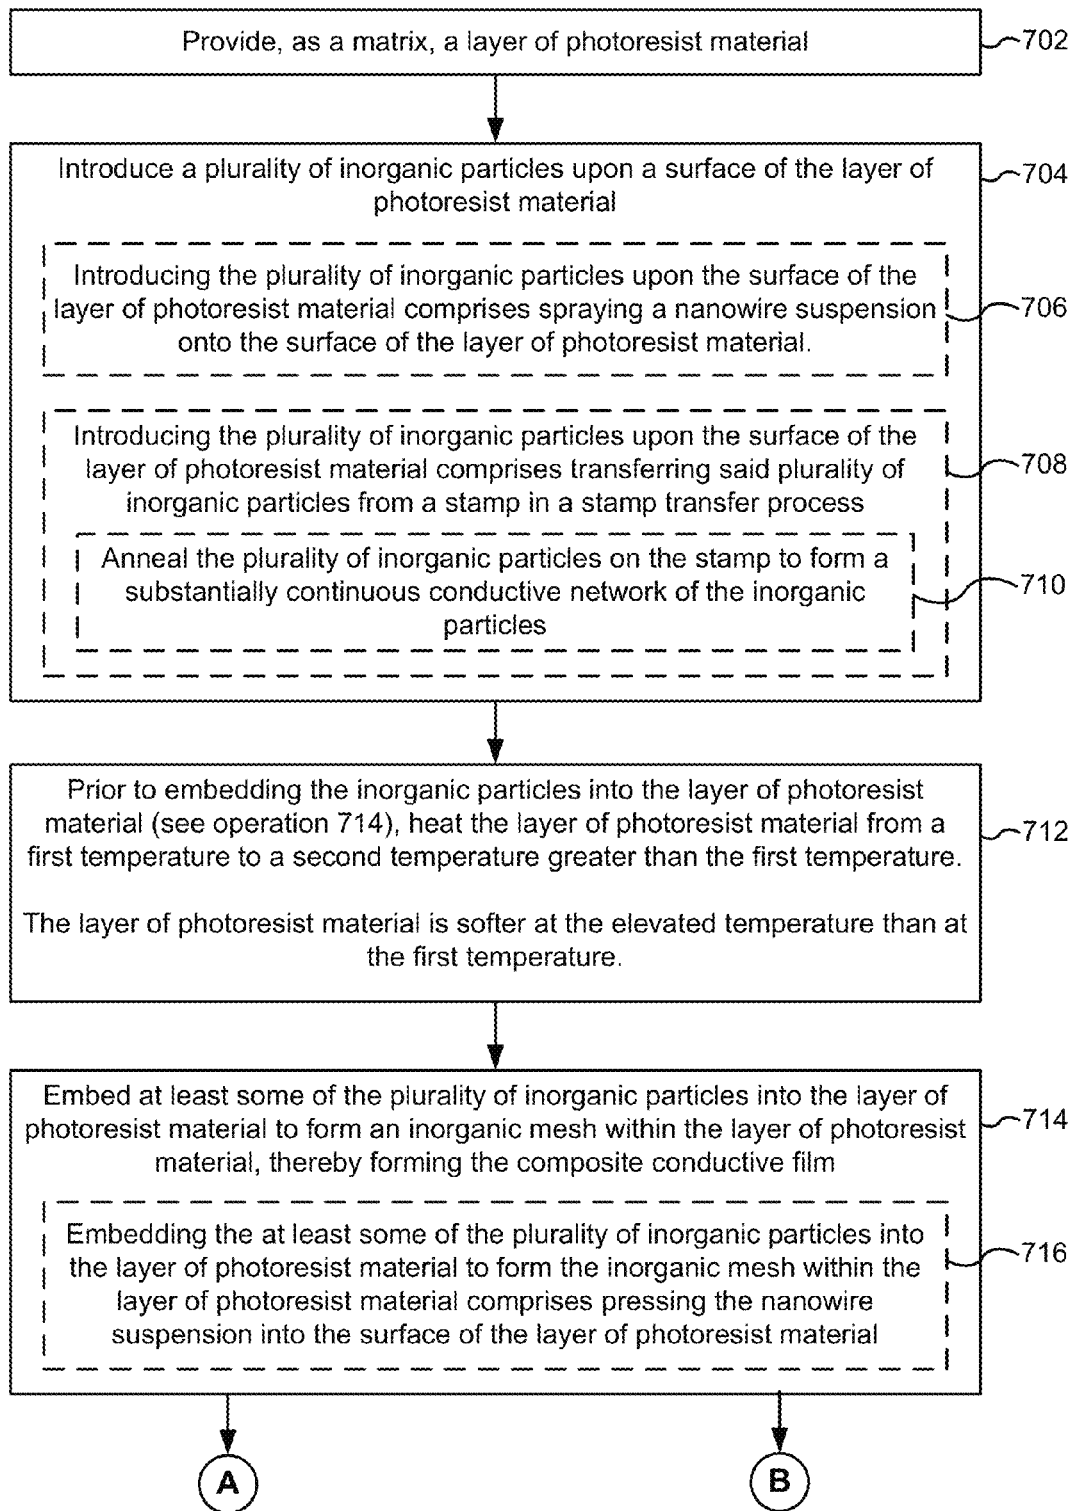 Provide, as a matrix, a layer of photoresist material
702
Introduce a plurality of inorganic particles upon a surface of the layer of
photoresist material
704
Introducing the plurality of inorganic particles upon the surface of the
layer of photoresist material comprises spraying a nanowire suspension
onto the surface of the layer of photoresist material.
706
Introducing the plurality of inorganic particles upon the surface of the
layer of photoresist material comprises transferring said plurality of
inorganic particles from a stamp in a stamp transfer process
708
Anneal the plurality of inorganic particles on the stamp to form a
substantially continuous conductive network of the inorganic
particles
710
Prior to embedding the inorganic particles into the layer of photoresist
material (see operation 714), heat the layer of photoresist material from a
first temperature to a second temperature greater than the first temperature.
The layer of photoresist material is softer at the elevated temperature than at
the first temperature.
712
Embed at least some of the plurality of inorganic particles into the layer of
photoresist material to form an inorganic mesh within the layer of photoresist
material, thereby forming the composite conductive film
714
Embedding the at least some of the plurality of inorganic particles into
the layer of photoresist material to form the inorganic mesh within the
layer of photoresist material comprises pressing the nanowire
suspension into the surface of the layer of photoresist material
716
A
B